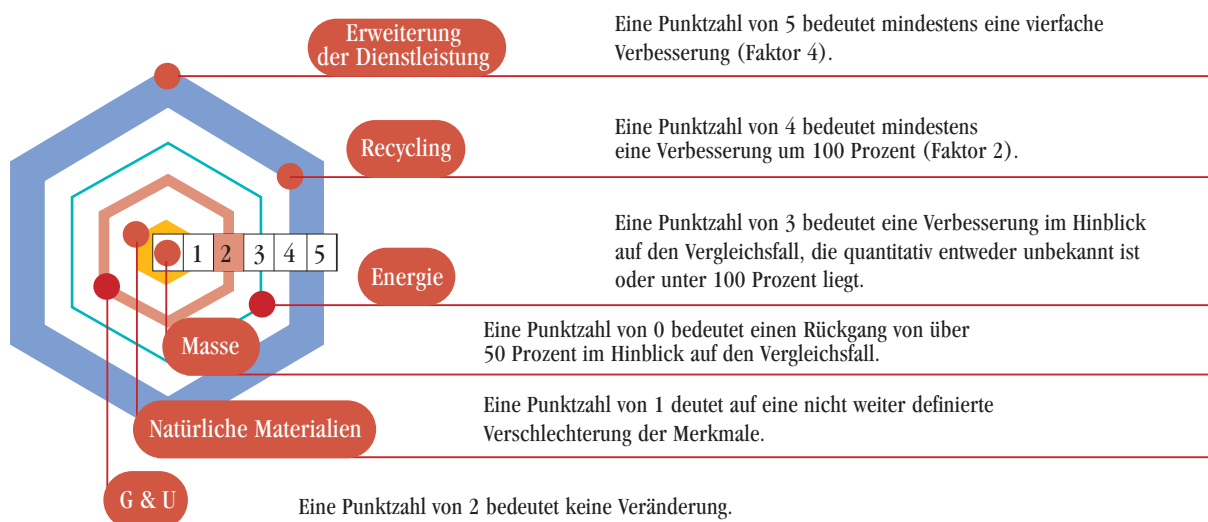 Erweiterung
der Dienstleistung
Eine Punktzahl von 5 bedeutet mindestens eine vierfache
Verbesserung (Faktor 4).
Recycling
Eine Punktzahl von 4 bedeutet mindestens
eine Verbesserung um 100 Prozent (Faktor 2).
1 2 3 4 5
Energie
Eine Punktzahl von 3 bedeutet eine Verbesserung im Hinblick
auf den Vergleichsfall, die quantitativ entweder unbekannt ist
oder unter 100 Prozent liegt.
Masse
Eine Punktzahl von 0 bedeutet einen Rückgang von über
50 Prozent im Hinblick auf den Vergleichsfall.
Natürliche Materialien
Eine Punktzahl von 1 deutet auf eine nicht weiter definierte
Verschlechterung der Merkmale.
G & U
Eine Punktzahl von 2 bedeutet keine Veränderung.